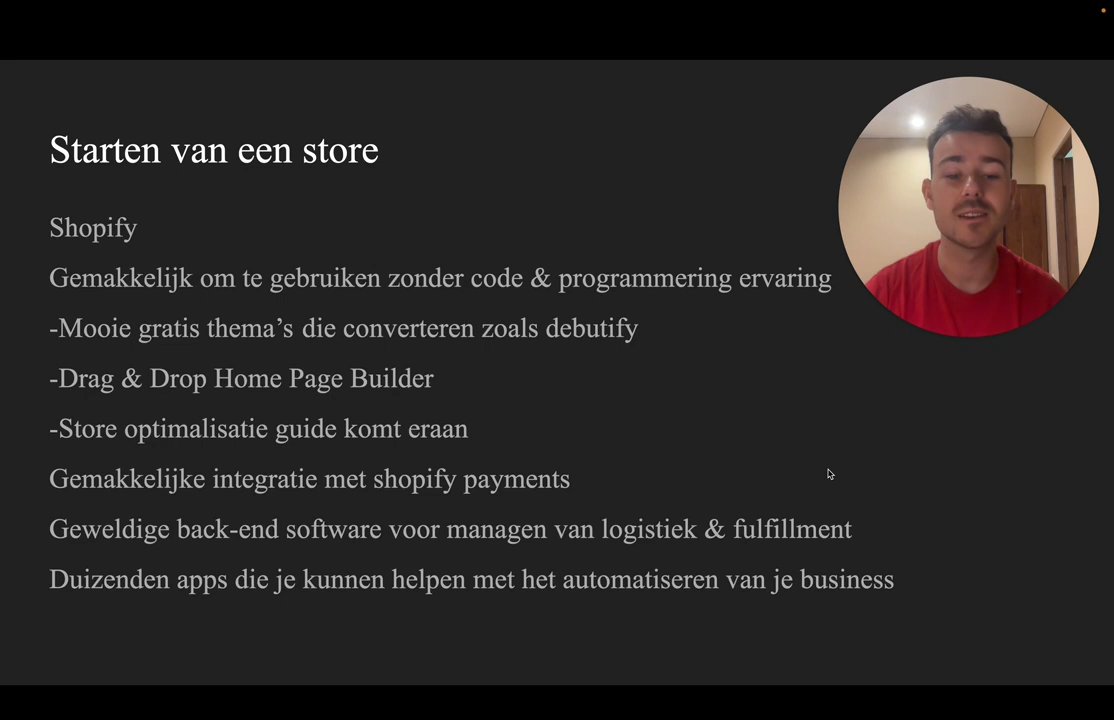 Starten van een store
Shopify
Gemakkelijk om te gebruiken zonder code & programmering ervaring
-Mooie gratis thema’s die converteren zoals debutify
-Drag & Drop Home Page Builder
-Store optimalisatie guide komt eraan
Gemakkelijke integratie met shopify payments
Geweldige back-end software voor managen van logistiek & fulfillment
Duizenden apps die je kunnen helpen met het automatiseren van je business